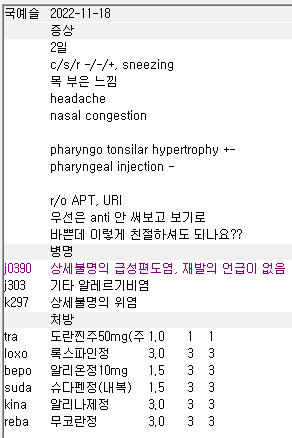 국예슬 2022-11-18
증상
2일
c/s/r -/-/+, sneezing
목 부은 느낌
headache
nasal congestion
pharyngo tonsilar hypertrophy +-
pharyngeal injection -
r/o APT, URI
우선은 anti 안 써보고 보기로
바쁜데 이렇게 친절하셔도 되나요??
병명
j0390 상세불명의 급성편도염, 재발의 언급이 없음
j303 기타 알레르기비염
k297 상세불명의 위염
처방
tra 도란찐주50mg(주 1.0 1 1
loxo 록스파인정 3.0 3 3
bepo 알리온정10mg 1.5 3 3
suda 슈다펜정(내복) 1.5 3 3
kina 알리나제정 3.0 3 3
reba 무코란정 3.0 3 3